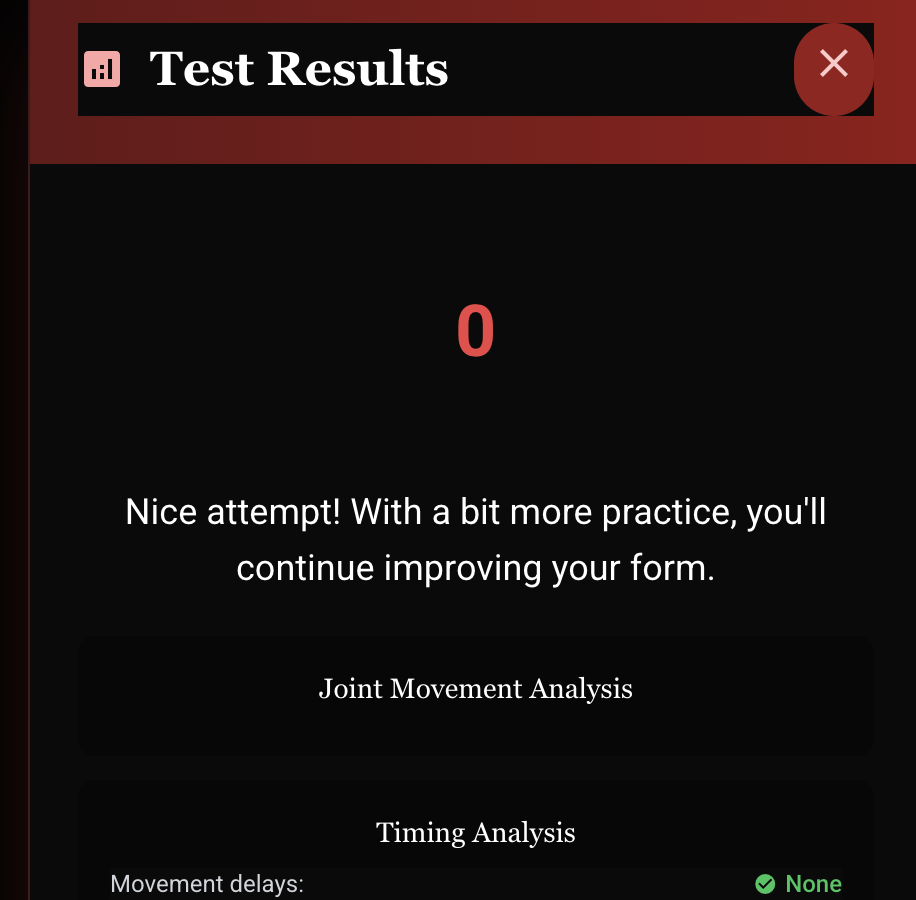 Test Results
0
Nice attempt! With a bit more practice, you'll
continue improving your form.
Joint Movement Analysis
Timing Analysis
Movement delays: None